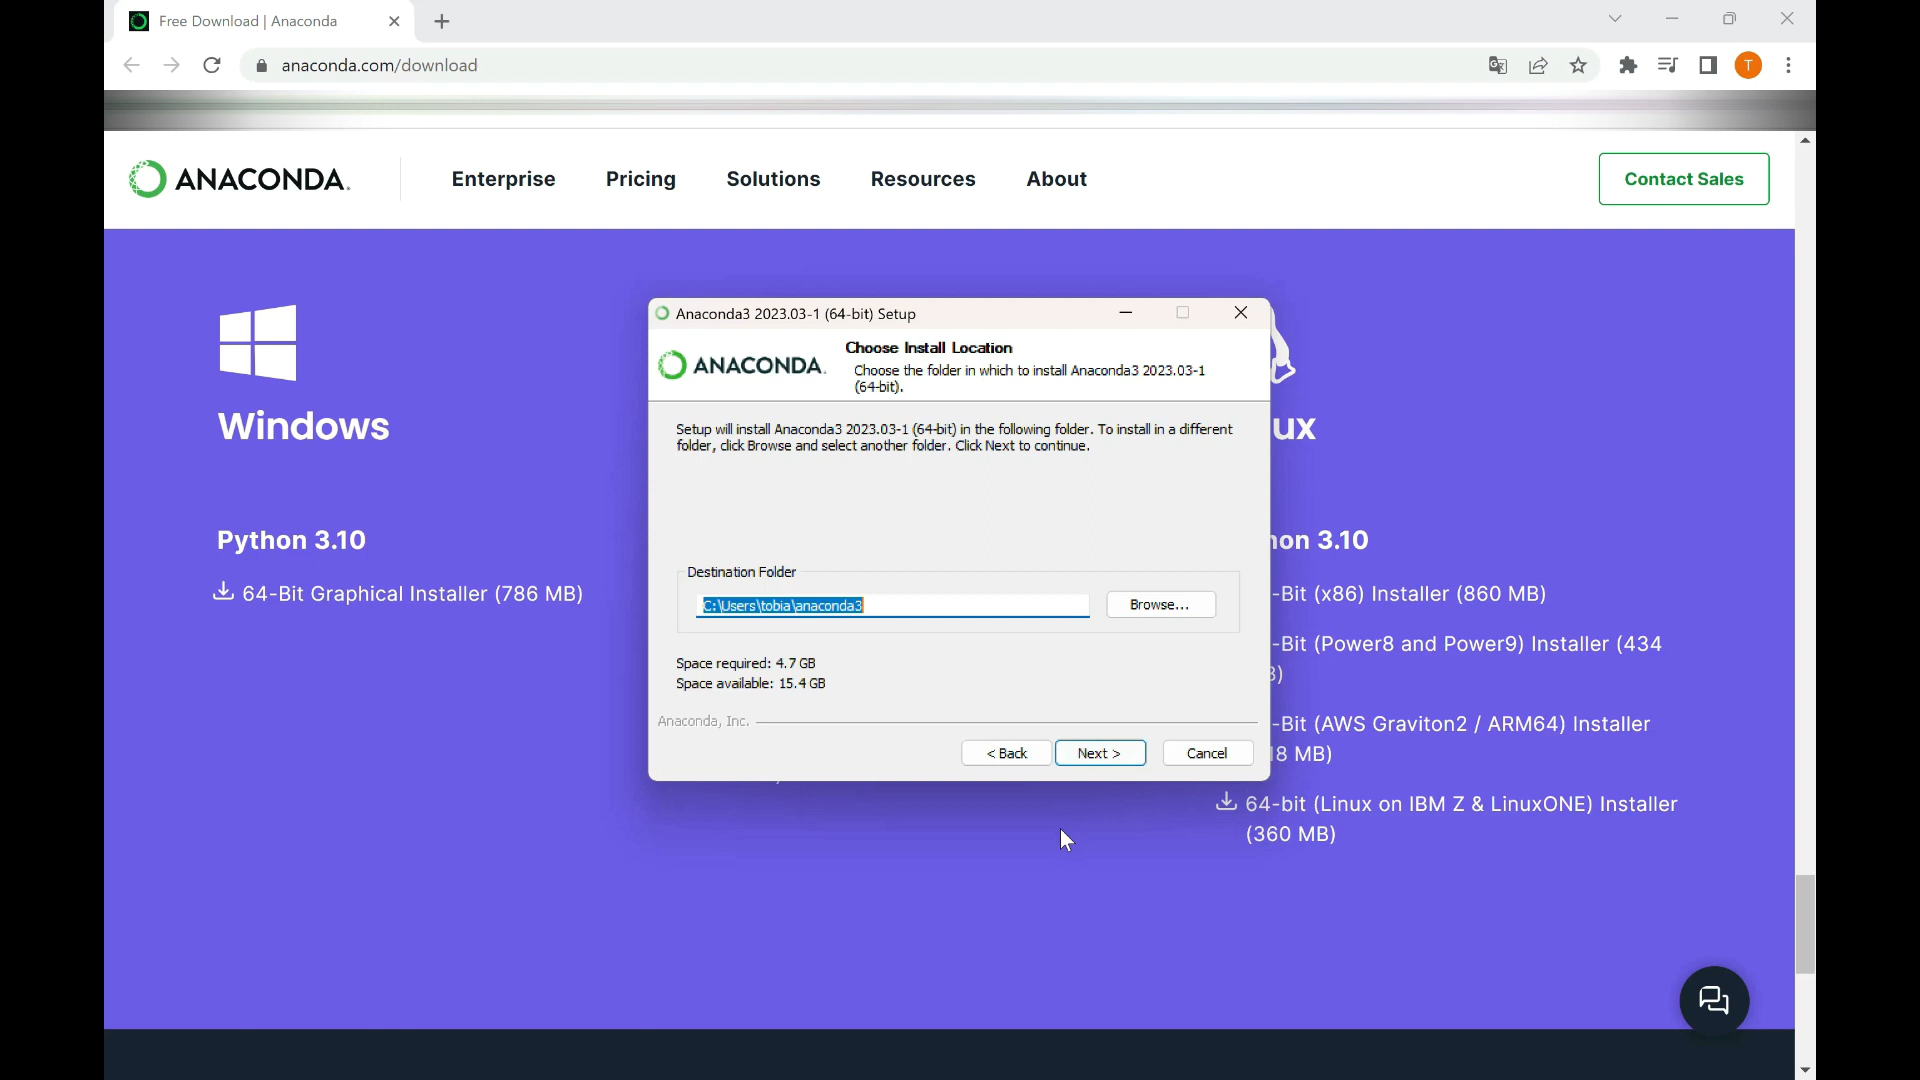 Free Download | Anaconda
anaconda.com/download
T
ANACONDA.
Enterprise
Pricing
Solutions
Resources
About
Contact Sales
Windows
Python 3.10
64-Bit Graphical Installer (786 MB)
Anaconda3 2023.03-1 (64-bit) Setup
ANACONDA.
Choose Install Location
Choose the folder in which to install Anaconda3 2023.03-1
(64-bit).
Setup will install Anaconda3 2023.03-1 (64-bit) in the following folder. To install in a different
folder, click Browse and select another folder. Click Next to continue.
Destination Folder
C:\Users\tobia\anaconda3
Browse...
Space required: 4.7 GB
Space available: 15.4 GB
Anaconda, Inc.
< Back
Next >
Cancel
ux
on 3.10
-Bit (x86) Installer (860 MB)
-Bit (Power8 and Power9) Installer (434
B)
-Bit (AWS Graviton2 / ARM64) Installer
18 MB)
64-bit (Linux on IBM Z & LinuxONE) Installer
(360 MB)